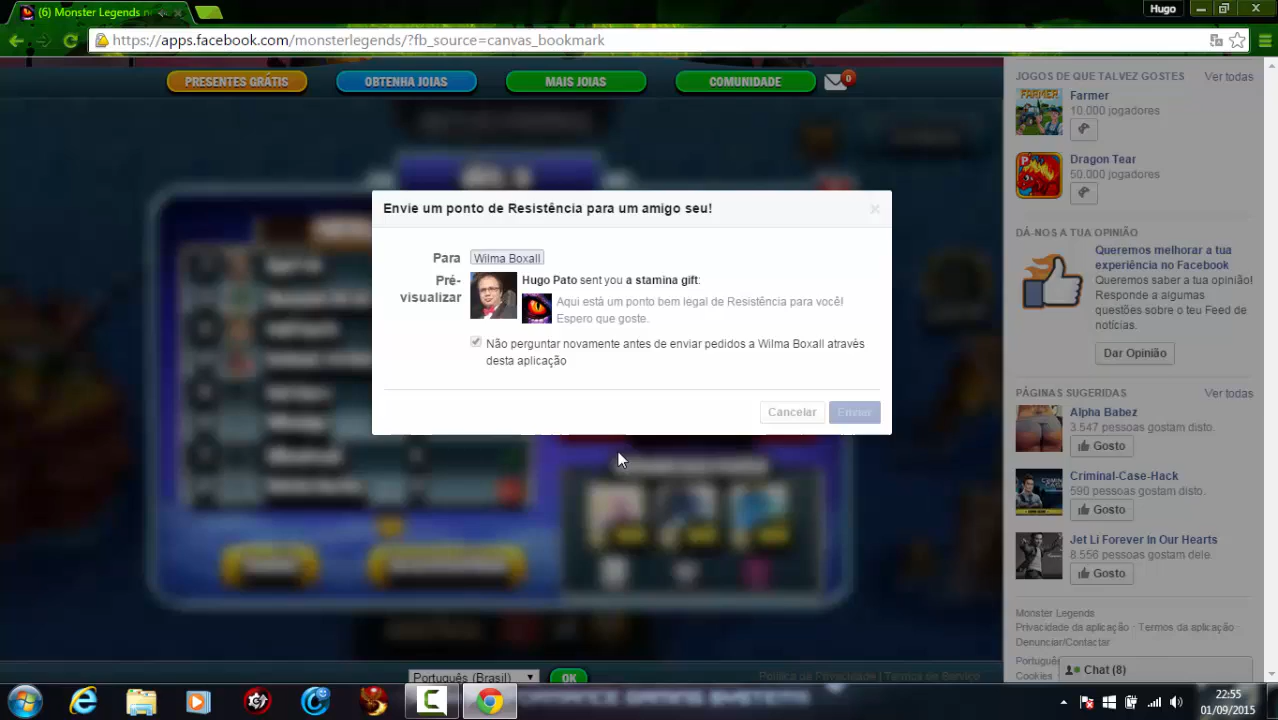 (6) Monster Legends n
Hugo
https://apps.facebook.com/monsterlegends/?fb_source=canvas_bookmark
PRESENTES GRÁTIS
OBTENHA JOIAS
MAIS JOIAS
COMUNIDADE
0
JOGOS DE QUE TALVEZ GOSTES
Ver todas
Farmer
10.000 jogadores
Dragon Tear
50.000 jogadores
DÁ-NOS A TUA OPINIÃO
Queremos melhorar a tua
experiência no Facebook
Queremos saber a tua opinião!
Responde a algumas
questões sobre o teu Feed de
notícias.
Dar Opinião
PÁGINAS SUGERIDAS
Ver todas
Alpha Babez
3.547 pessoas gostam disto.
Gosto
Criminal-Case-Hack
590 pessoas gostam disto.
Gosto
Jet Li Forever In Our Hearts
8.556 pessoas gostam dele.
Gosto
Monster Legends
Privacidade da aplicação · Termos da aplicação ·
Denunciar/Contactar
Português
Cookies ·
Chat (8)
Envie um ponto de Resistência para um amigo seu!
Para
Wilma Boxall
Pré-
visualizar
Hugo Pato sent you a stamina gift:
Aqui está um ponto bem legal de Resistência para você!
Espero que goste.
Não perguntar novamente antes de enviar pedidos a Wilma Boxall através
desta aplicação
Cancelar
Enviar
Português (Brasil)
OK
Política da Privacidade | Termos de Serviço
22:55
01/09/2015